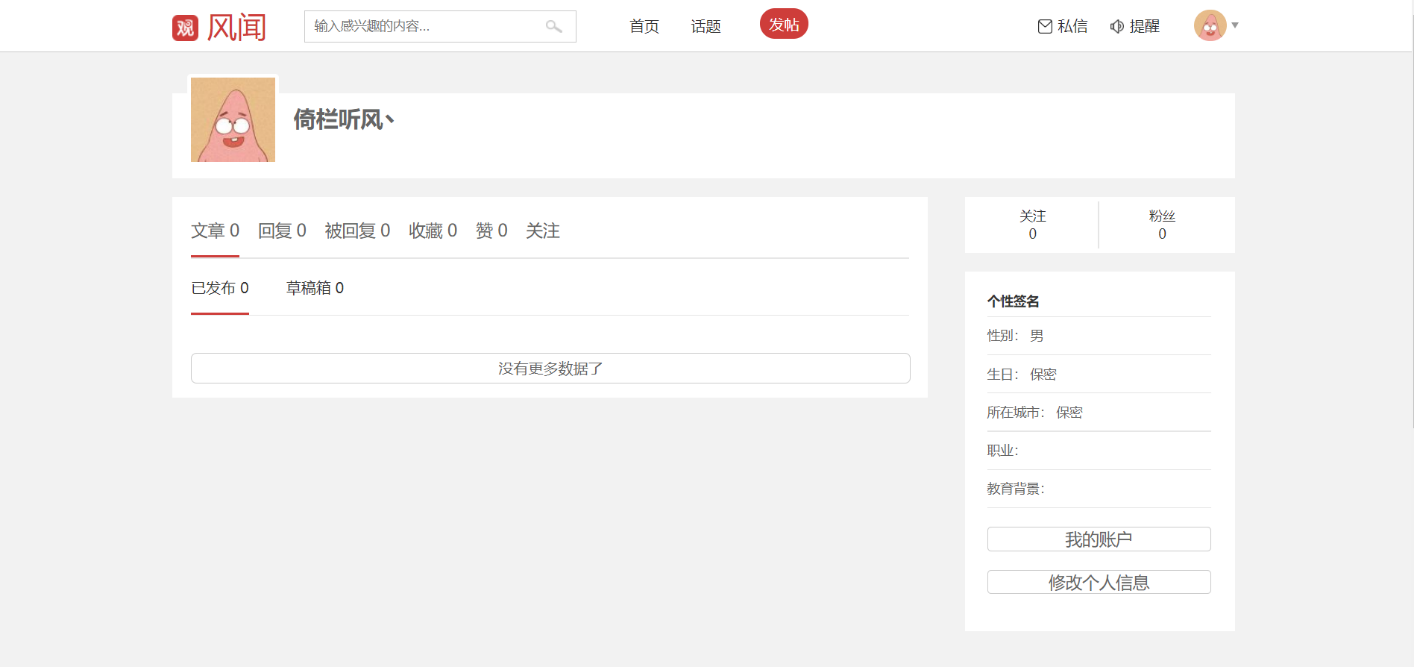 观 风闻 输入感兴趣的内容... 首页 话题 发帖 私信 提醒
倚栏听风丶
文章 0 回复 0 被回复 0 收藏 0 赞 0 关注
已发布 0 草稿箱 0
没有更多数据了
关注 粉丝
0 0
个性签名
性别： 男
生日： 保密
所在城市： 保密
职业：
教育背景：
我的账户
修改个人信息